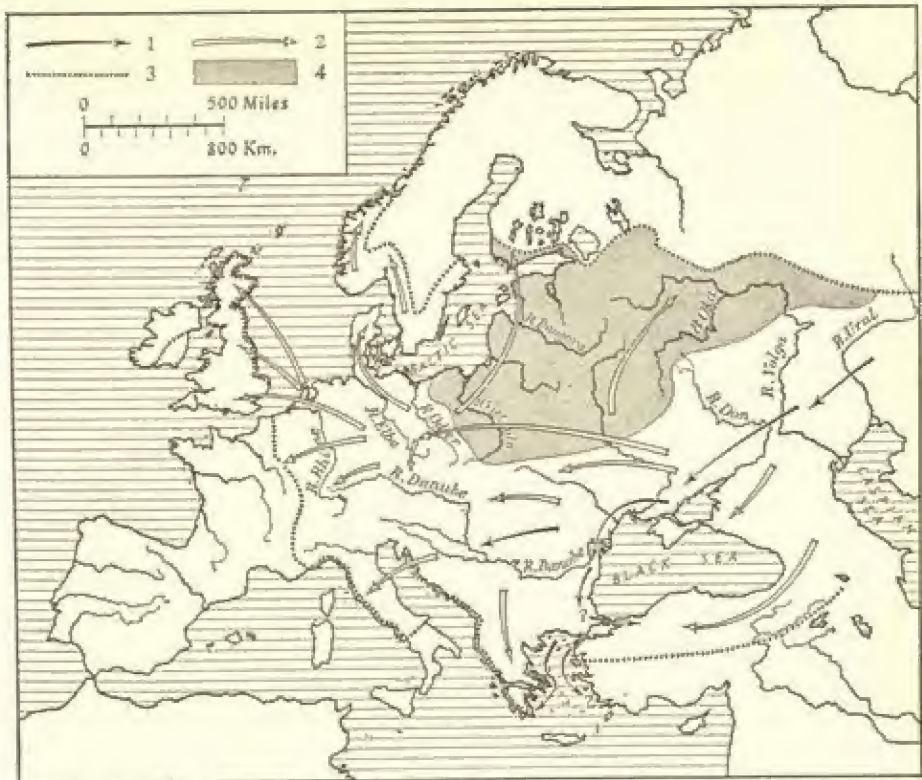 1 2
3 4
0 500 Miles
0 800 Km.
BALTIC SEA
R. Ural
R. Volga
R. Don
R. Oder
R. Elbe
R. Danube
R. Danube
BLACK SEA